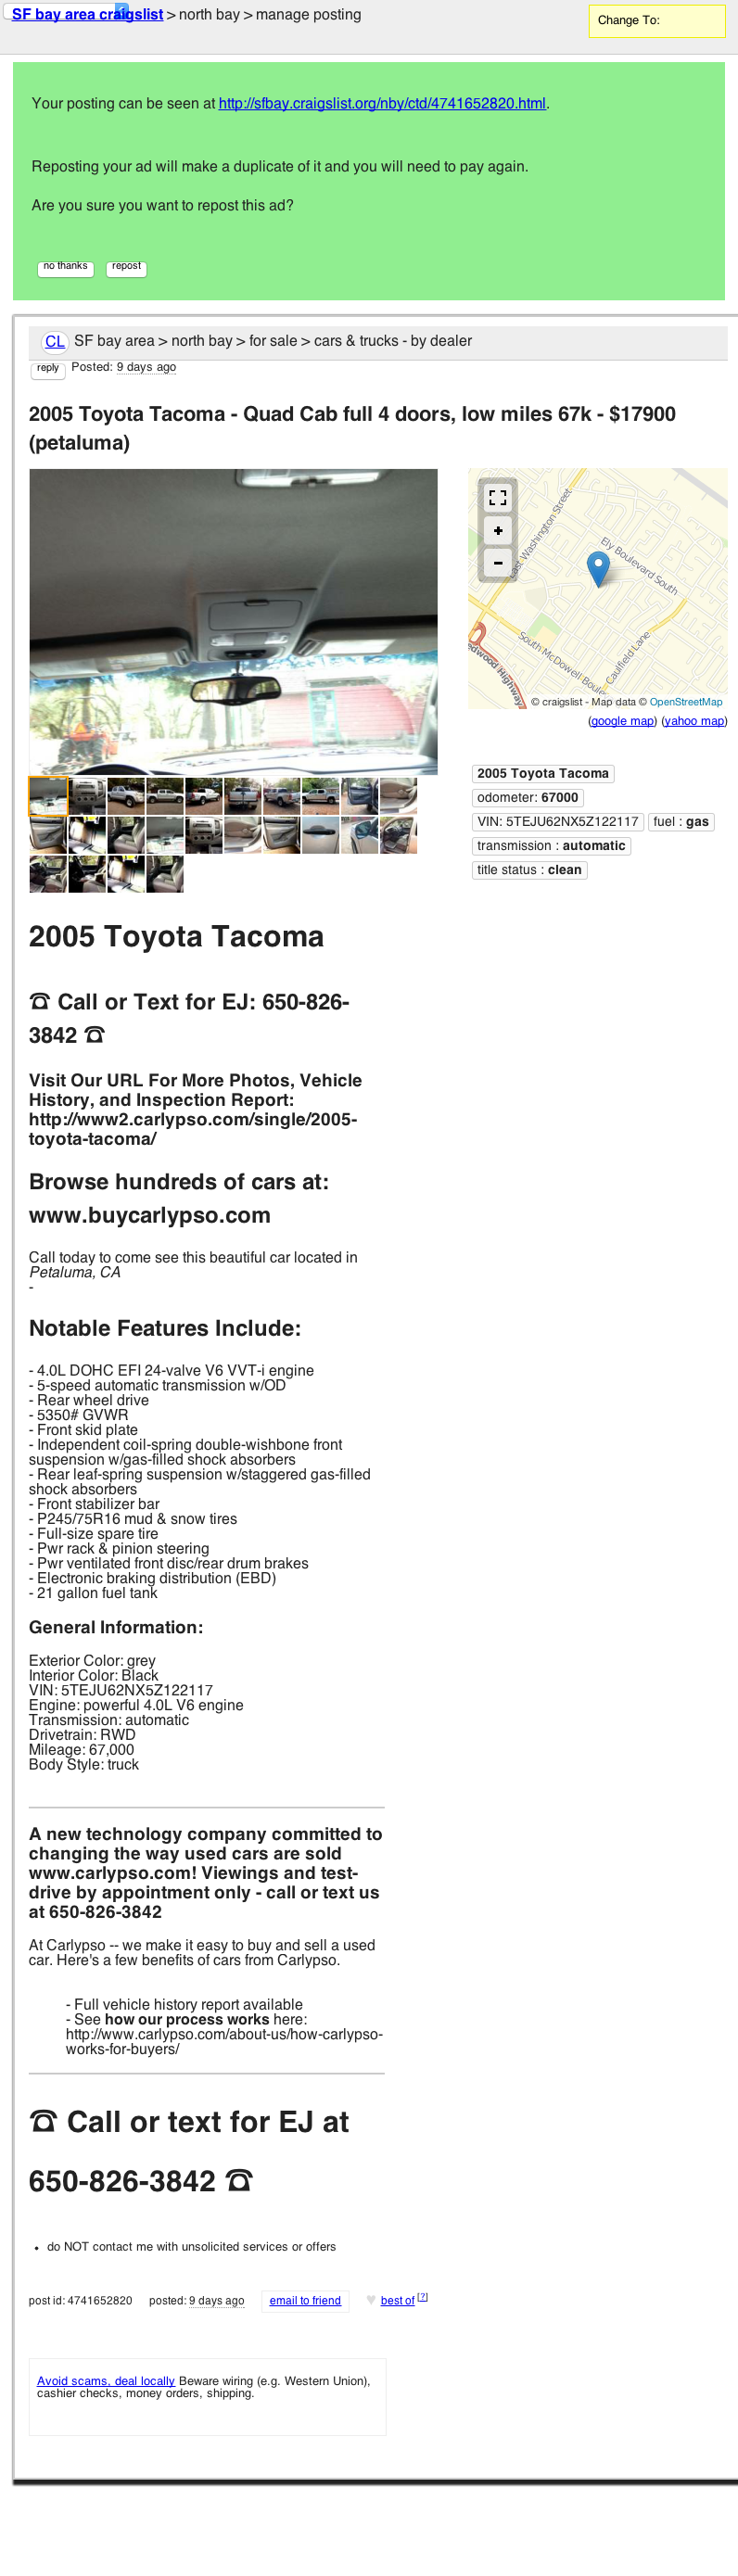 SF bay area craigslist > north bay > manage posting
Change To:
Your posting can be seen at http://sfbay.craigslist.org/nby/ctd/4741652820.html.
Reposting your ad will make a duplicate of it and you will need to pay again.
Are you sure you want to repost this ad?
no thanks
repost
CL SF bay area > north bay > for sale > cars & trucks - by dealer
reply Posted: 9 days ago
2005 Toyota Tacoma - Quad Cab full 4 doors, low miles 67k - $17900
(petaluma)
East Washington Street
Ely Boulevard South
South McDowell Boule
Caulfield Lane
edwood Highway
© craigslist - Map data © OpenStreetMap
(google map) (yahoo map)
2005 Toyota Tacoma
odometer: 67000
VIN: 5TEJU62NX5Z122117 fuel : gas
transmission : automatic
title status : clean
2005 Toyota Tacoma
☎ Call or Text for EJ: 650-826-
3842 ☎
Visit Our URL For More Photos, Vehicle
History, and Inspection Report:
http://www2.carlypso.com/single/2005-
toyota-tacoma/
Browse hundreds of cars at:
www.buycarlypso.com
Call today to come see this beautiful car located in
Petaluma, CA
-
Notable Features Include:
- 4.0L DOHC EFI 24-valve V6 VVT-i engine
- 5-speed automatic transmission w/OD
- Rear wheel drive
- 5350# GVWR
- Front skid plate
- Independent coil-spring double-wishbone front
suspension w/gas-filled shock absorbers
- Rear leaf-spring suspension w/staggered gas-filled
shock absorbers
- Front stabilizer bar
- P245/75R16 mud & snow tires
- Full-size spare tire
- Pwr rack & pinion steering
- Pwr ventilated front disc/rear drum brakes
- Electronic braking distribution (EBD)
- 21 gallon fuel tank
General Information:
Exterior Color: grey
Interior Color: Black
VIN: 5TEJU62NX5Z122117
Engine: powerful 4.0L V6 engine
Transmission: automatic
Drivetrain: RWD
Mileage: 67,000
Body Style: truck
A new technology company committed to
changing the way used cars are sold
www.carlypso.com! Viewings and test-
drive by appointment only - call or text us
at 650-826-3842
At Carlypso -- we make it easy to buy and sell a used
car. Here's a few benefits of cars from Carlypso.
- Full vehicle history report available
- See how our process works here:
http://www.carlypso.com/about-us/how-carlypso-
works-for-buyers/
☎ Call or text for EJ at
650-826-3842 ☎
• do NOT contact me with unsolicited services or offers
post id: 4741652820 posted: 9 days ago email to friend ♥ best of [?]
Avoid scams, deal locally Beware wiring (e.g. Western Union),
cashier checks, money orders, shipping.